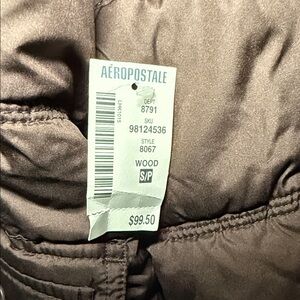 AÉROPOSTALE
DEPT
8791
SKU
98124536
STYLE
8067
WOOD
S/P
$99.50